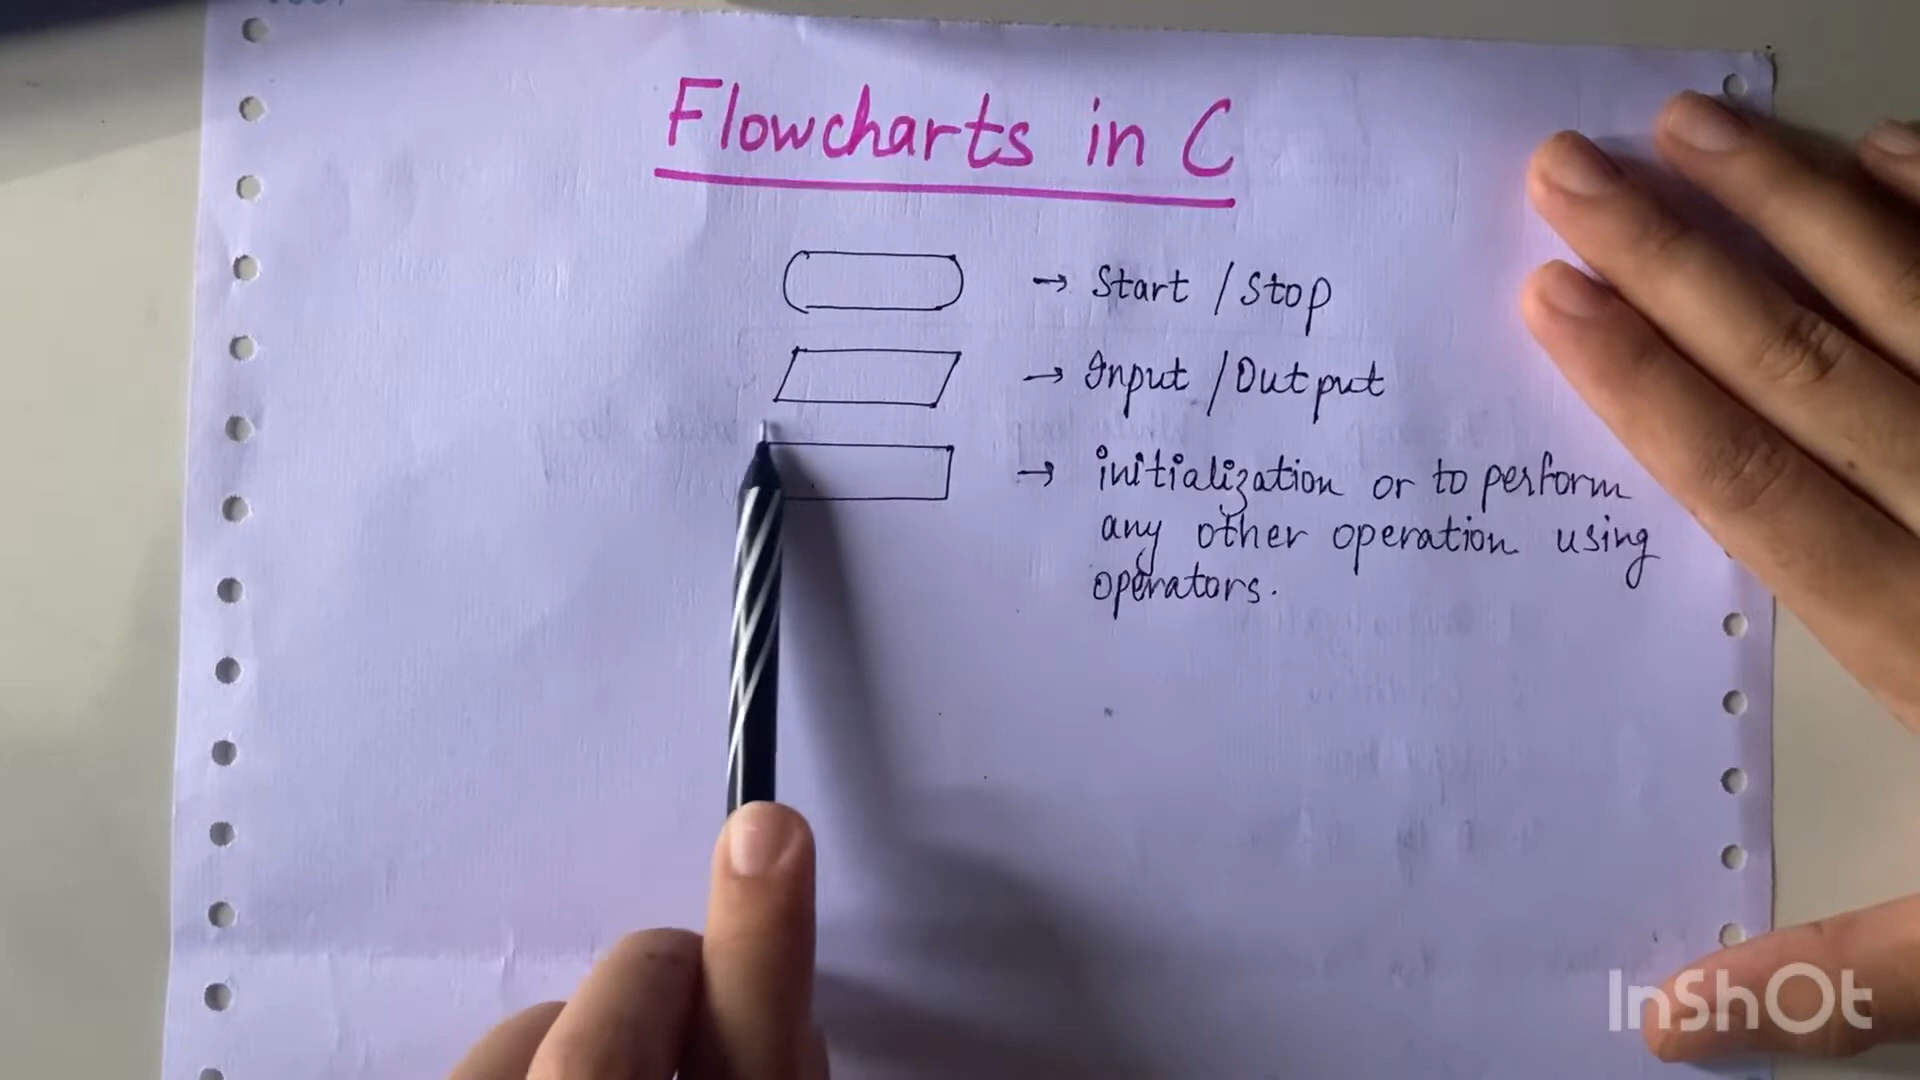 Flowcharts in C
→ Start / Stop
→ Input / Output
→ initialization or to perform
any other operation using
operators.
InShOt